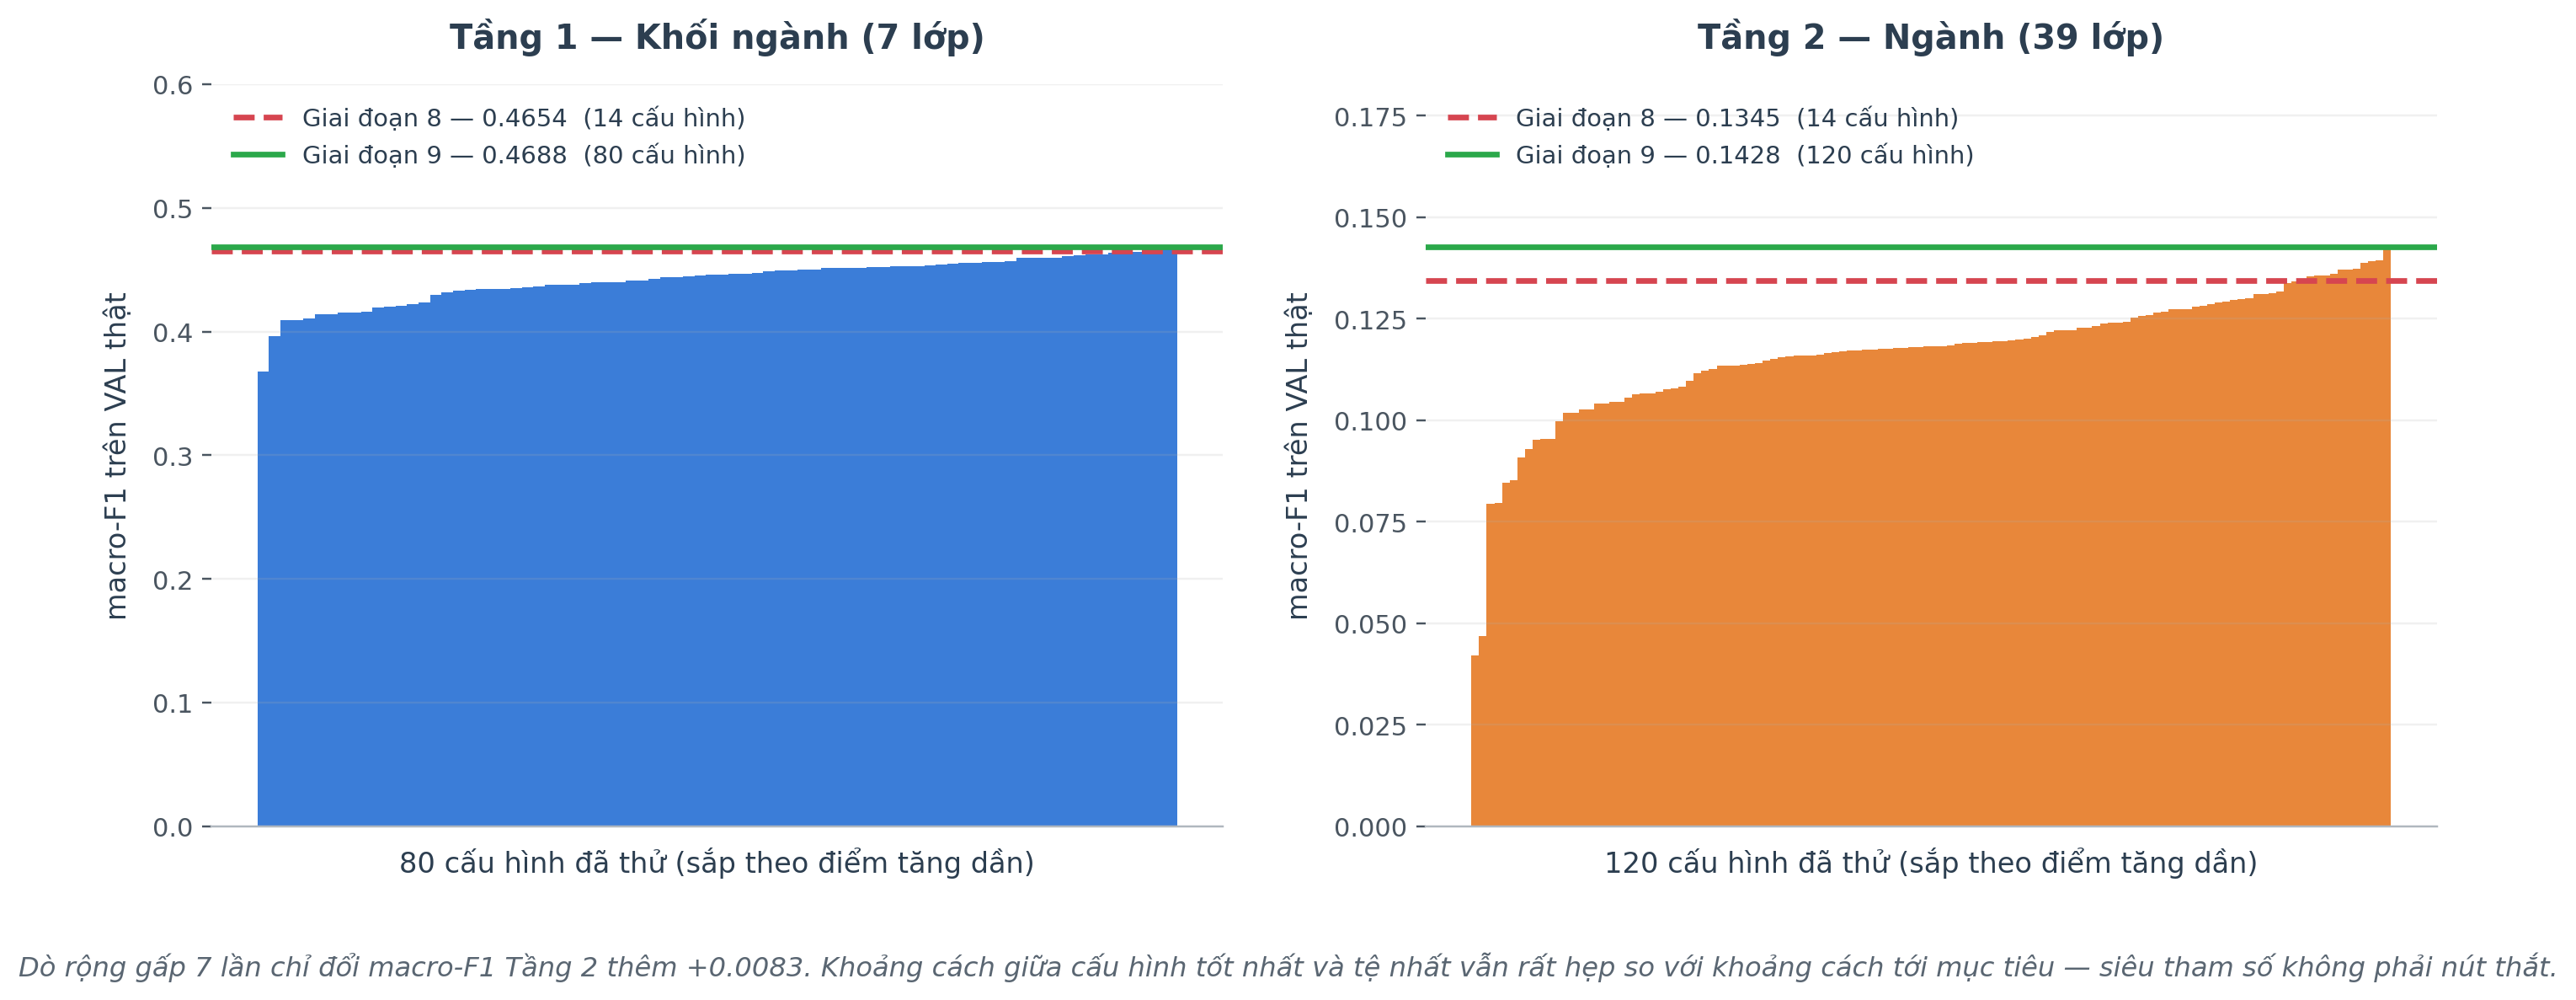 Tầng 1 — Khối ngành (7 lớp)
0.6
0.5
0.4
0.3
0.2
0.1
0.0
macro-F1 trên VAL thật
Giai đoạn 8 — 0.4654 (14 cấu hình)
Giai đoạn 9 — 0.4688 (80 cấu hình)
80 cấu hình đã thử (sắp theo điểm tăng dần)
Tầng 2 — Ngành (39 lớp)
0.175
0.150
0.125
0.100
0.075
0.050
0.025
0.000
macro-F1 trên VAL thật
Giai đoạn 8 — 0.1345 (14 cấu hình)
Giai đoạn 9 — 0.1428 (120 cấu hình)
120 cấu hình đã thử (sắp theo điểm tăng dần)
Dò rộng gấp 7 lần chỉ đổi macro-F1 Tầng 2 thêm +0.0083. Khoảng cách giữa cấu hình tốt nhất và tệ nhất vẫn rất hẹp so với khoảng cách tới mục tiêu — siêu tham số không phải nút thắt.